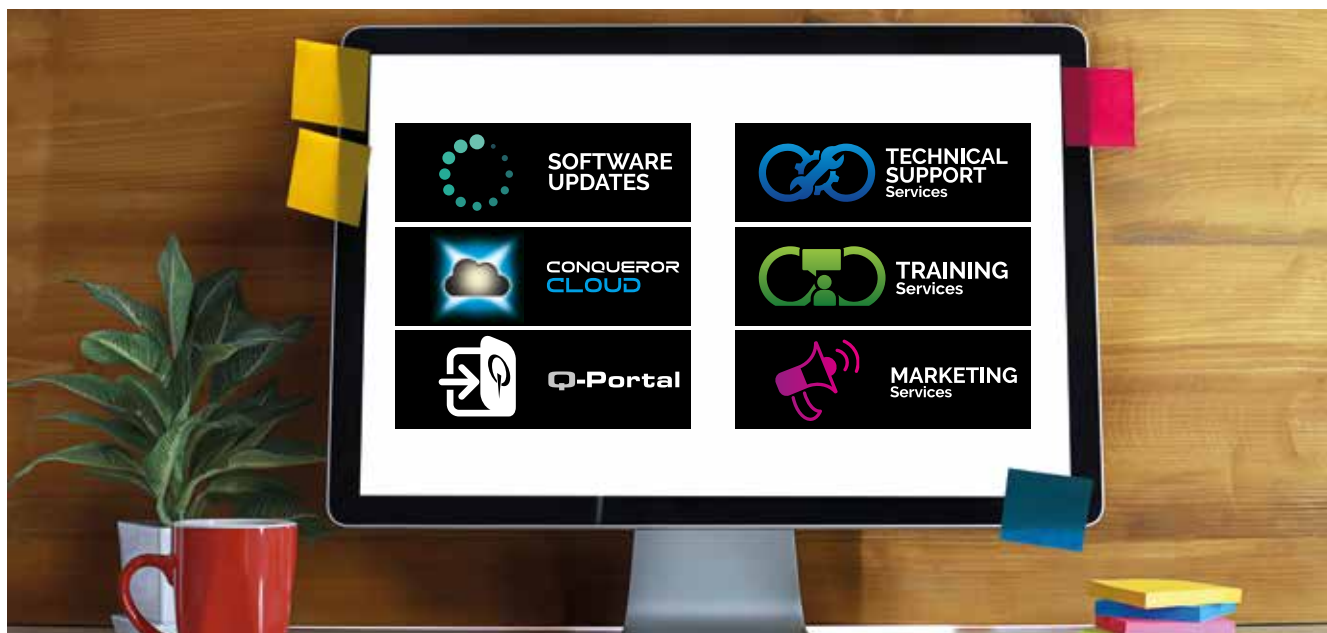 SOFTWARE
UPDATES
CONQUEROR
CLOUD
Q-Portal
TECHNICAL
SUPPORT
Services
TRAINING
Services
MARKETING
Services